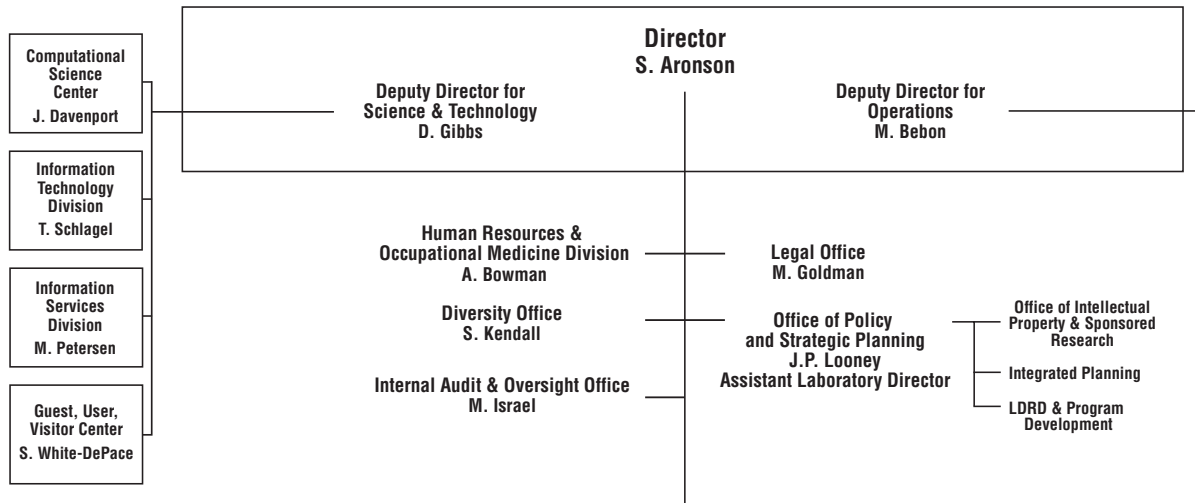 Computational
Science
Center
J. Davenport
Information
Technology
Division
T. Schlagel
Information
Services
Division
M. Petersen
Guest, User,
Visitor Center
S. White-DePace
Director
S. Aronson
Deputy Director for
Science & Technology
D. Gibbs
Deputy Director for
Operations
M. Bebon
Human Resources &
Occupational Medicine Division
A. Bowman
Legal Office
M. Goldman
Diversity Office
S. Kendall
Office of Policy
and Strategic Planning
J.P. Looney
Assistant Laboratory Director
Office of Intellectual
Property & Sponsored
Research
Integrated Planning
LDRD & Program
Development
Internal Audit & Oversight Office
M. Israel